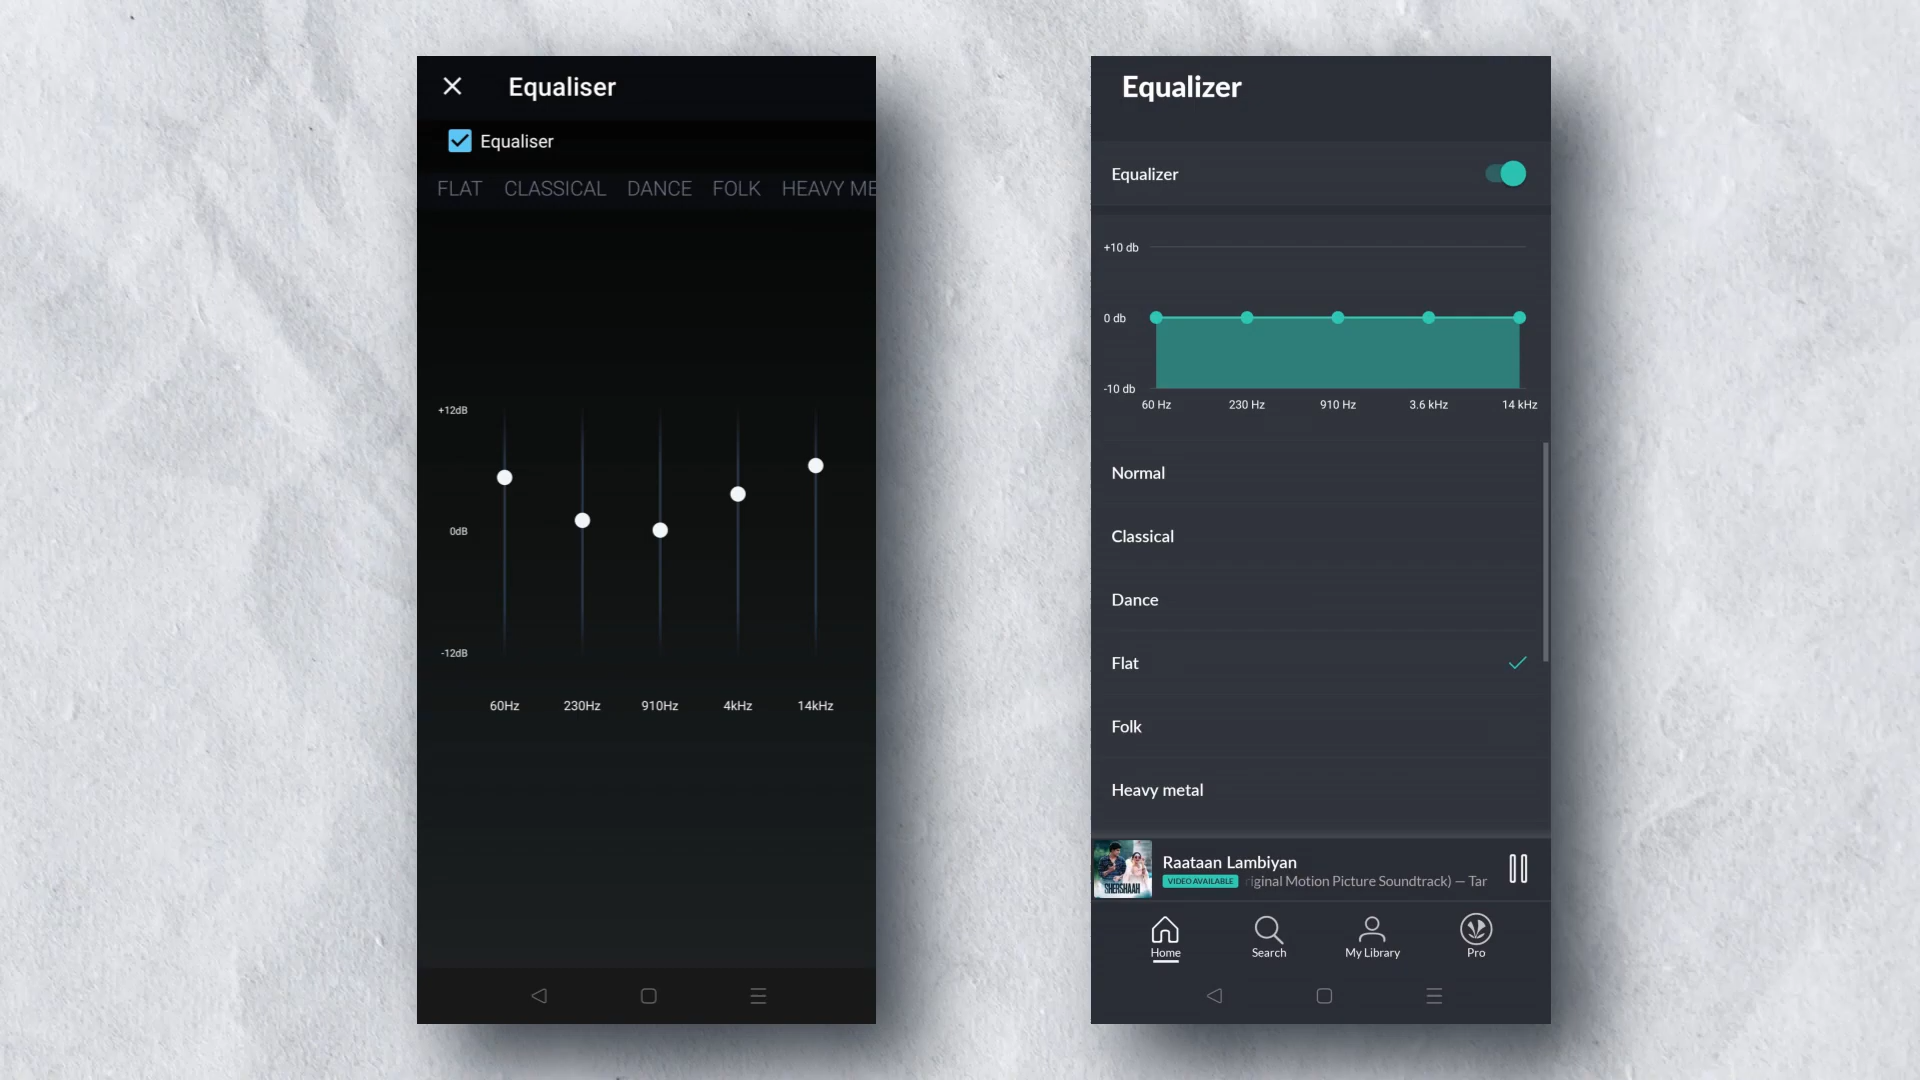 Equaliser
Equaliser
FLAT CLASSICAL DANCE FOLK HEAVY ME
+12dB
0dB
-12dB
60Hz 230Hz 910Hz 4kHz 14kHz
Equalizer
Equalizer
+10 db
0 db
-10 db
60 Hz 230 Hz 910 Hz 3.6 kHz 14 kHz
Normal
Classical
Dance
Flat
Folk
Heavy metal
SHERSHAAH
Raataan Lambiyan
VIDEO AVAILABLE riginal Motion Picture Soundtrack) — Tar
Home Search My Library Pro